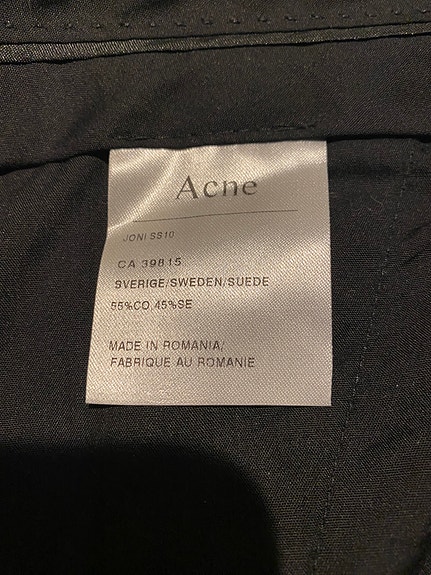 Acne
JONI SS10
CA 39815
SVERIGE/SWEDEN/SUEDE
55%CO 45%SE
MADE IN ROMANIA/
FABRIQUE AU ROMANIE